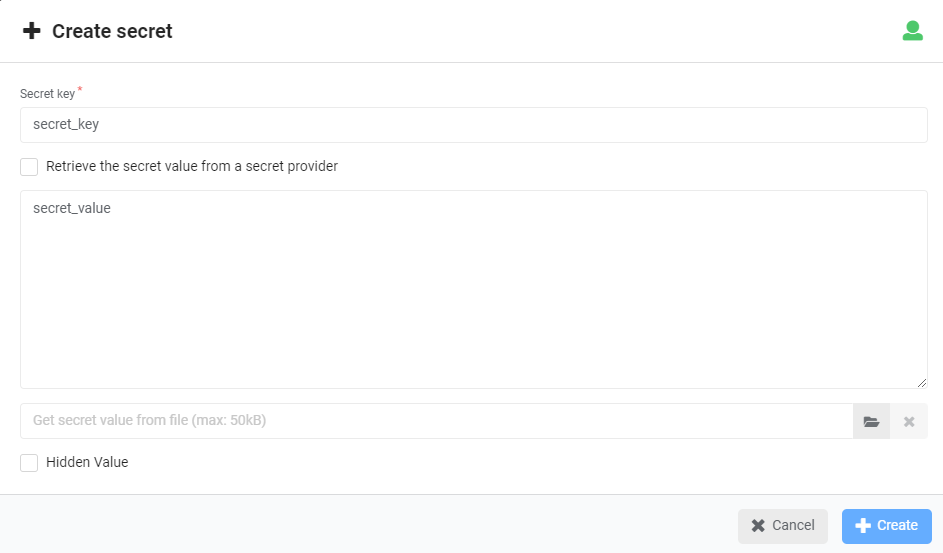 Create secret
Secret key *
secret_key
Retrieve the secret value from a secret provider
secret_value
Get secret value from file (max: 50kB)
Hidden Value
Cancel
Create